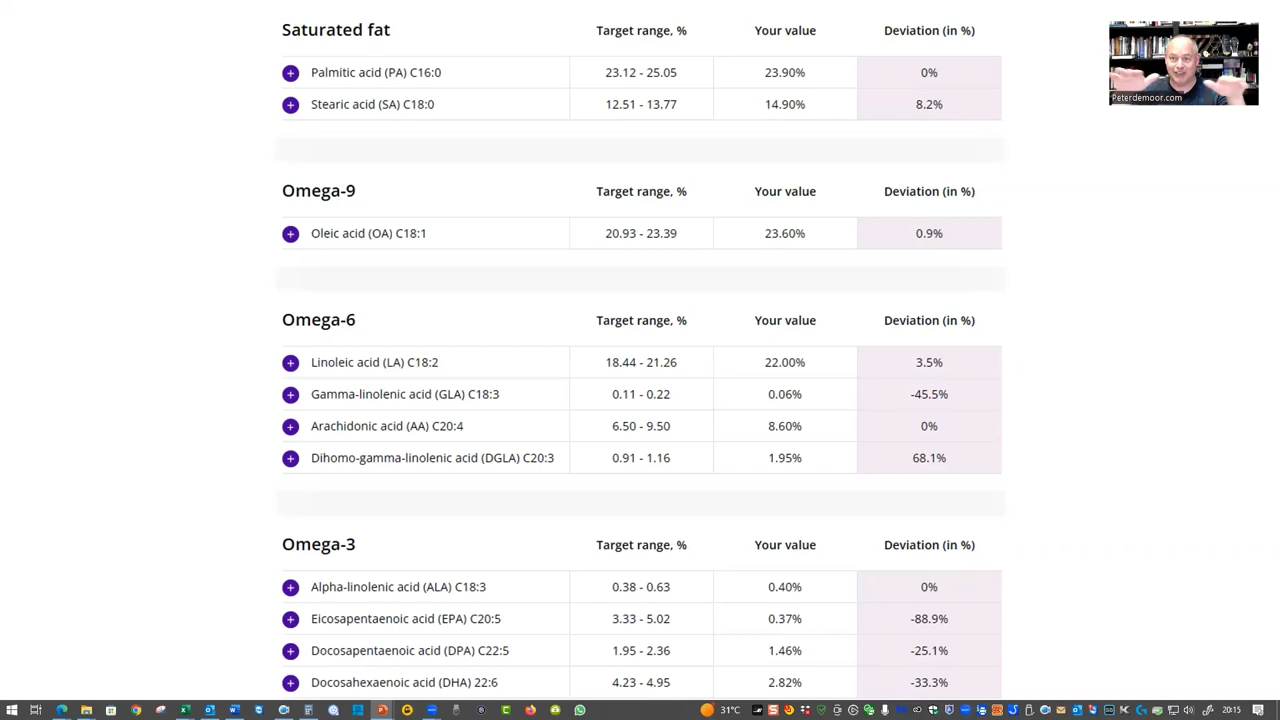 Saturated fat Target range, % Your value Deviation (in %)
Palmitic acid (PA) C16:0 23.12 - 25.05 23.90% 0%
Stearic acid (SA) C18:0 12.51 - 13.77 14.90% 8.2%
Peterdemoor.com
Omega-9 Target range, % Your value Deviation (in %)
Oleic acid (OA) C18:1 20.93 - 23.39 23.60% 0.9%
Omega-6 Target range, % Your value Deviation (in %)
Linoleic acid (LA) C18:2 18.44 - 21.26 22.00% 3.5%
Gamma-linolenic acid (GLA) C18:3 0.11 - 0.22 0.06% -45.5%
Arachidonic acid (AA) C20:4 6.50 - 9.50 8.60% 0%
Dihomo-gamma-linolenic acid (DGLA) C20:3 0.91 - 1.16 1.95% 68.1%
Omega-3 Target range, % Your value Deviation (in %)
Alpha-linolenic acid (ALA) C18:3 0.38 - 0.63 0.40% 0%
Eicosapentaenoic acid (EPA) C20:5 3.33 - 5.02 0.37% -88.9%
Docosapentaenoic acid (DPA) C22:5 1.95 - 2.36 1.46% -25.1%
Docosahexaenoic acid (DHA) 22:6 4.23 - 4.95 2.82% -33.3%
31°C 20:15